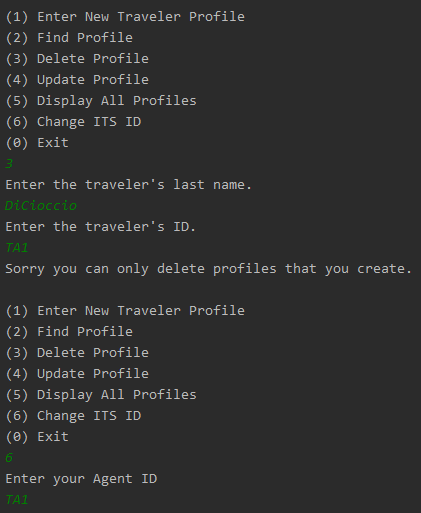 (1) Enter New Traveler Profile
(2) Find Profile
(3) Delete Profile
(4) Update Profile
(5) Display All Profiles
(6) Change ITS ID
(0) Exit
3
Enter the traveler's last name.
DiCioccio
Enter the traveler's ID.
TA1
Sorry you can only delete profiles that you create.

(1) Enter New Traveler Profile
(2) Find Profile
(3) Delete Profile
(4) Update Profile
(5) Display All Profiles
(6) Change ITS ID
(0) Exit
6
Enter your Agent ID
TA1